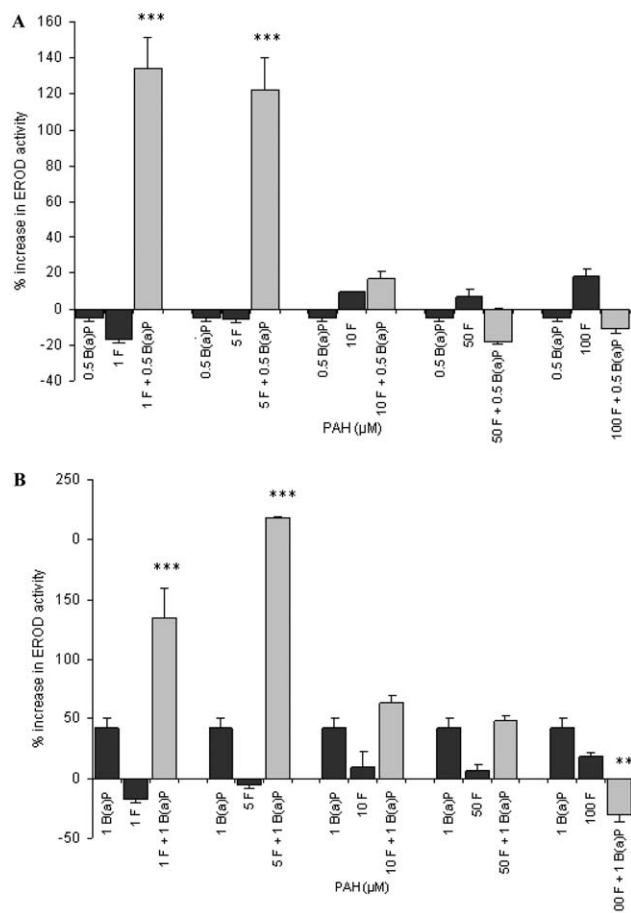 A
160
140
120
100
80
60
40
20
0
-20
-40
% increase in EROD activity
***
***
0.5 B(a)P
1 F
1 F + 0.5 B(a)P
0.5 B(a)P
5 F
5 F + 0.5 B(a)P
0.5 B(a)P
10 F
10 F + 0.5 B(a)P
0.5 B(a)P
50 F
50 F + 0.5 B(a)P
0.5 B(a)P
100 F
100 F + 0.5 B(a)P
PAH (µM)
B
250
0
150
100
50
0
-50
% increase in EROD activity
***
***
**
1 B(a)P
1 F
1 F + 1 B(a)P
1 B(a)P
5 F
5 F + 1 B(a)P
1 B(a)P
10 F
10 F + 1 B(a)P
1 B(a)P
50 F
50 F + 1 B(a)P
1 B(a)P
100 F
00 F + 1 B(a)P
PAH (µM)